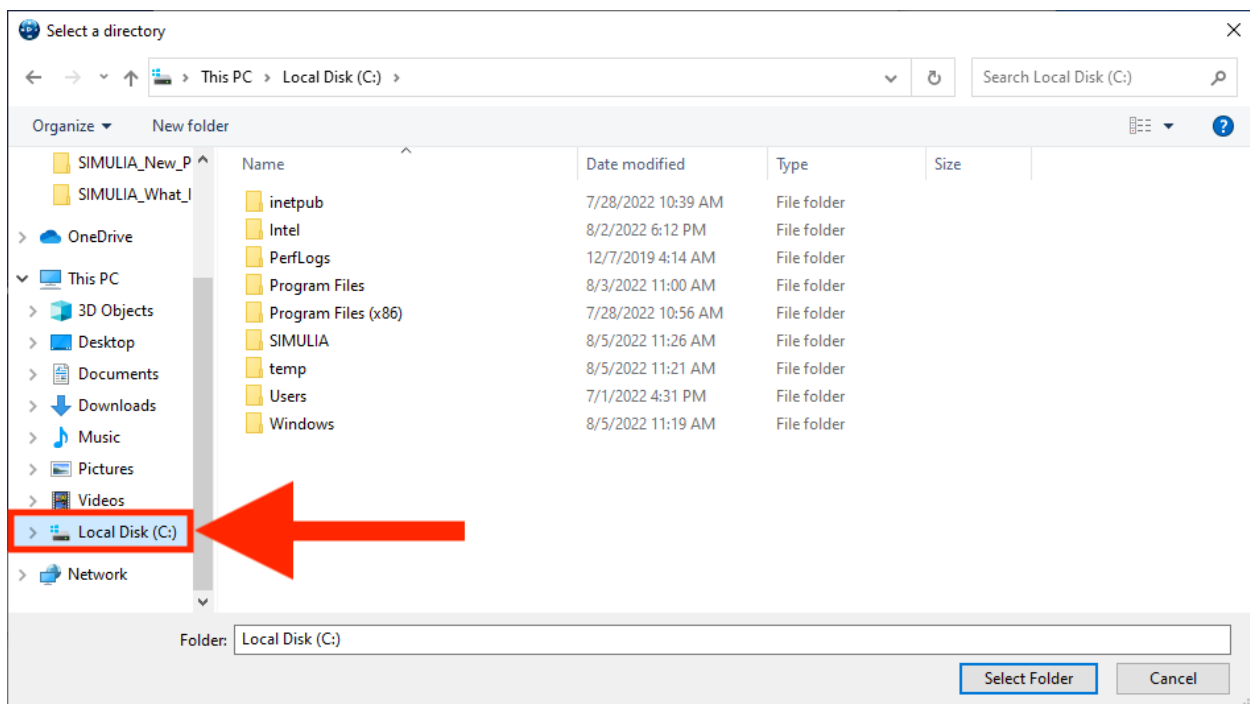 Select a directory
This PC > Local Disk (C:) >
Search Local Disk (C:)
Organize
New folder
SIMULIA_New_P
SIMULIA_What_I
OneDrive
This PC
3D Objects
Desktop
Documents
Downloads
Music
Pictures
Videos
Local Disk (C:)
Network
Name Date modified Type Size
inetpub 7/28/2022 10:39 AM File folder
Intel 8/2/2022 6:12 PM File folder
PerfLogs 12/7/2019 4:14 AM File folder
Program Files 8/3/2022 11:00 AM File folder
Program Files (x86) 7/28/2022 10:56 AM File folder
SIMULIA 8/5/2022 11:26 AM File folder
temp 8/5/2022 11:21 AM File folder
Users 7/1/2022 4:31 PM File folder
Windows 8/5/2022 11:19 AM File folder
Folder: Local Disk (C:)
Select Folder
Cancel